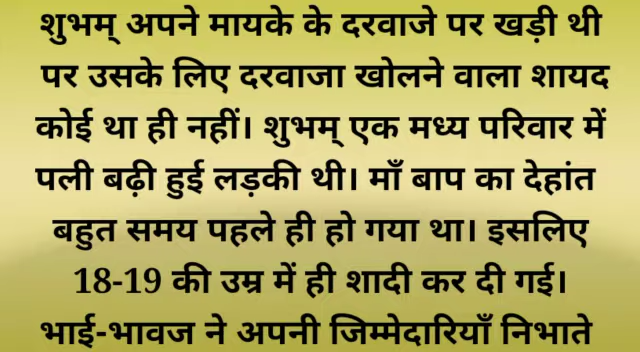 शुभम् अपने मायके के दरवाजे पर खड़ी थी
पर उसके लिए दरवाजा खोलने वाला शायद
कोई था ही नहीं। शुभम् एक मध्य परिवार में
पली बढ़ी हुई लड़की थी। माँ बाप का देहांत
बहुत समय पहले ही हो गया था। इसलिए
18-19 की उम्र में ही शादी कर दी गई।
भाई-भावज ने अपनी जिम्मेदारियाँ निभाते